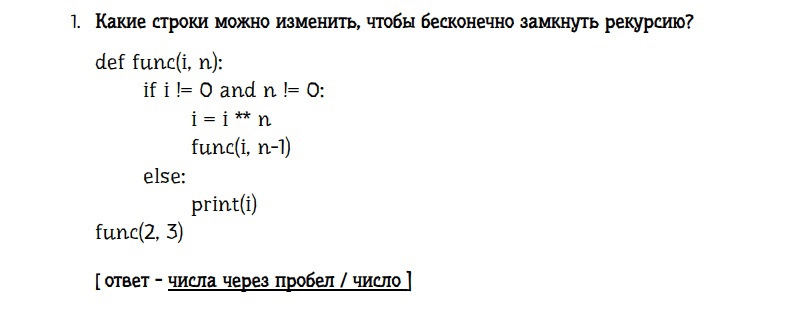 1. Какие строки можно изменить, чтобы бесконечно замкнуть рекурсию?
def func(i, n):
if i != 0 and n != 0:
i = i ** n
func(i, n-1)
else:
print(i)
func(2, 3)
[ ответ - числа через пробел / число ]